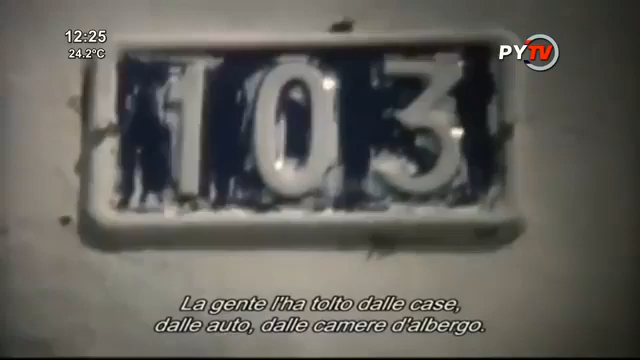 12:25
24.2°C
PYTV
103
La gente l'ha tolto dalle case,
dalle auto, dalle camere d'albergo.